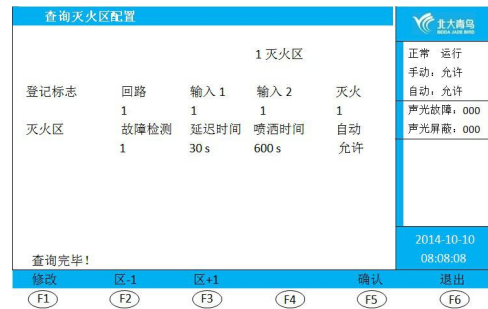 查询灭火区配置
北大青鸟
BEIDA JADE BIRD
1 灭火区
登记标志 回路 输入 1 输入 2 灭火
1 1 1 1
灭火区 故障检测 延迟时间 喷洒时间 自动
1 30 s 600 s 允许
查询完毕！
正常 运行
手动：允许
自动：允许
声光故障：000
声光屏蔽：000
2014-10-10
08:08:08
修改 区-1 区+1 确认 退出
F1 F2 F3 F4 F5 F6